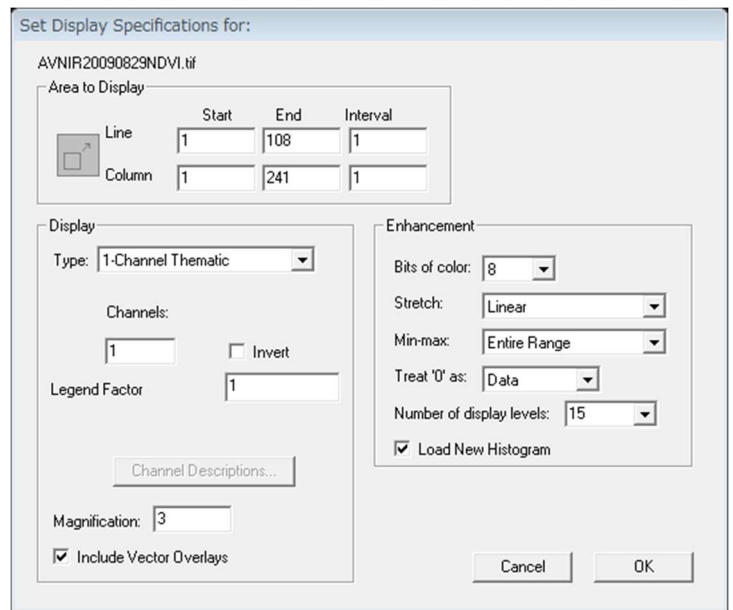 Set Display Specifications for:
AVNIR20090829NDVI.tif
Area to Display
Start End Interval
Line 1 108 1
Column 1 241 1
Display
Type: 1-Channel Thematic
Channels:
1 Invert
Legend Factor 1
Channel Descriptions...
Magnification: 3
Include Vector Overlays
Enhancement
Bits of color: 8
Stretch: Linear
Min-max: Entire Range
Treat '0' as: Data
Number of display levels: 15
Load New Histogram
Cancel OK